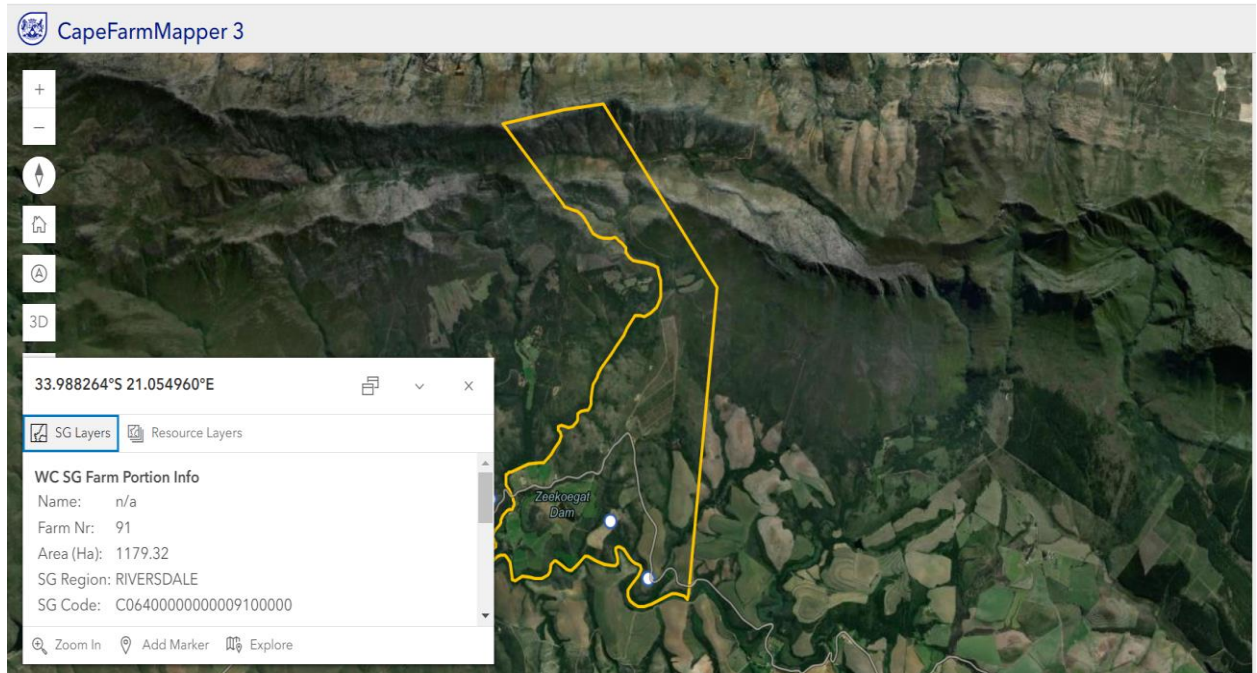 CapeFarmMapper 3
+
−
A
3D
33.988264°S 21.054960°E
SG Layers Resource Layers
WC SG Farm Portion Info
Name: n/a
Farm Nr: 91
Area (Ha): 1179.32
SG Region: RIVERSDALE
SG Code: C06400000000009100000
Zoom In Add Marker Explore
Zeekoegat
Dam